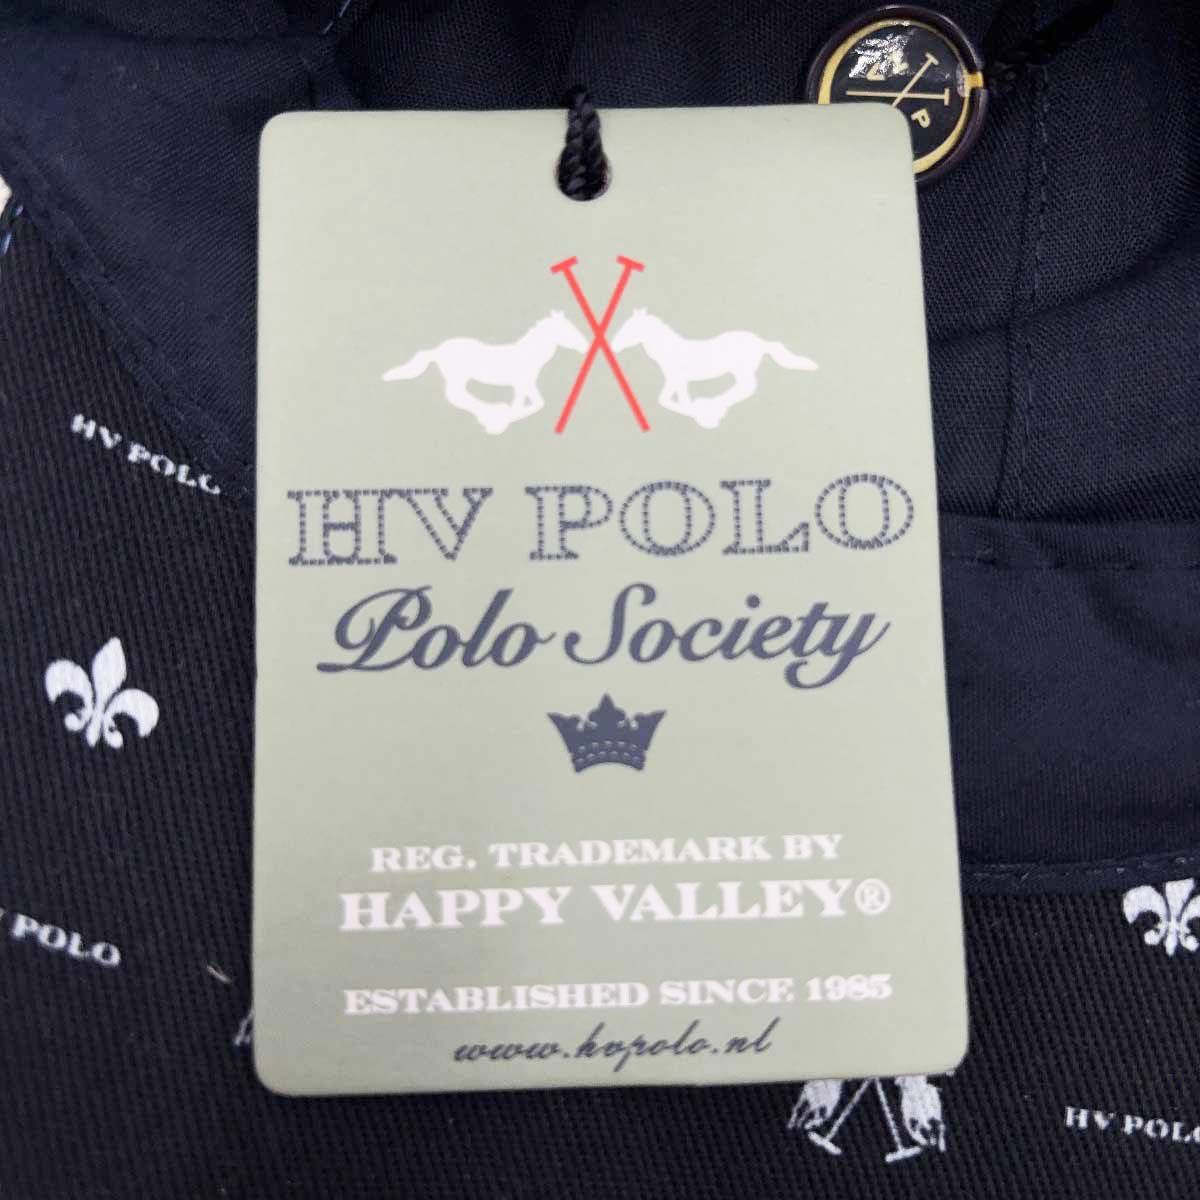 P
HV POLO
HV POLO
Polo Society
REG. TRADEMARK BY
HAPPY VALLEY®
ESTABLISHED SINCE 1985
www.hvpolo.nl
POLO
HV POLO